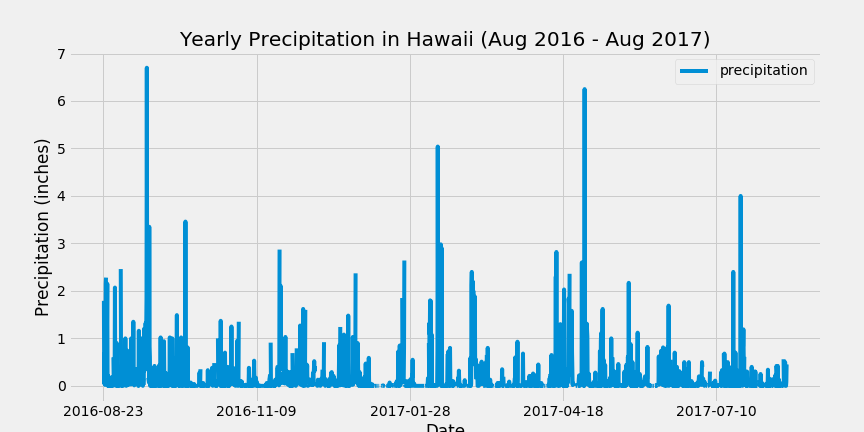 Yearly Precipitation in Hawaii (Aug 2016 - Aug 2017)
precipitation
Precipitation (inches)
7
6
5
4
3
2
1
0
2016-08-23 2016-11-09 2017-01-28 2017-04-18 2017-07-10
Date